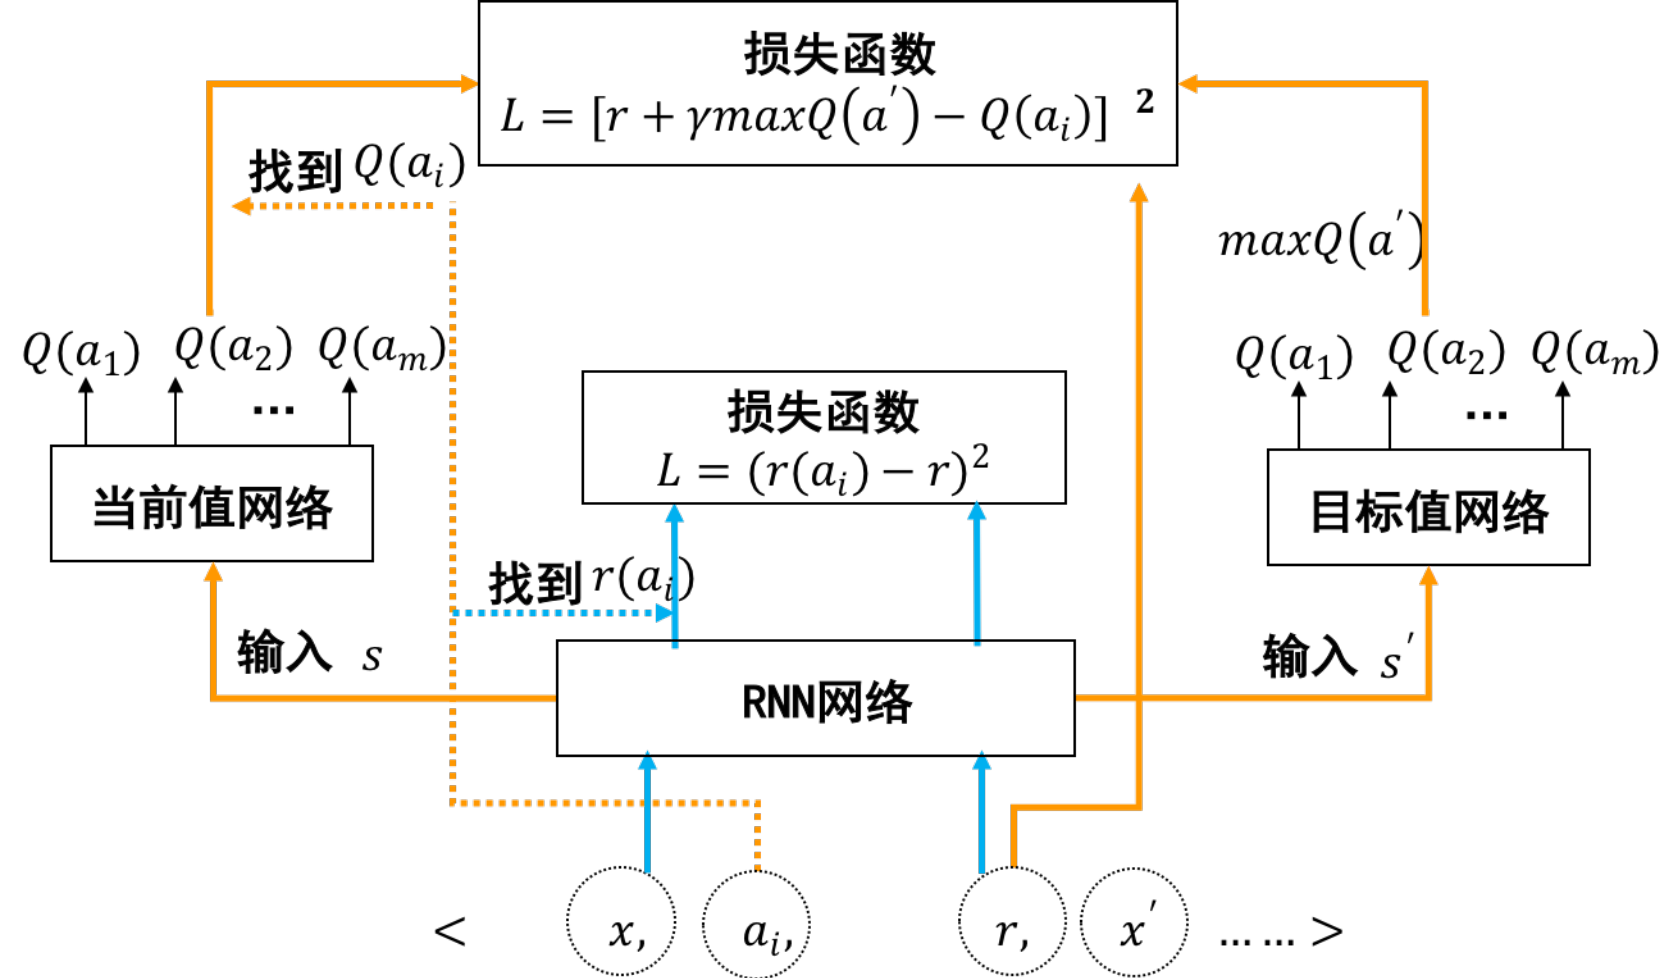 损失函数
L = [r + γmaxQ(a′) − Q(aᵢ)] ²
找到 Q(aᵢ)
maxQ(a′)
Q(a₁) Q(a₂) Q(aₘ)
...
Q(a₁) Q(a₂) Q(aₘ)
...
损失函数
L = (r(aᵢ) − r)²
当前值网络
目标值网络
找到 r(aᵢ)
输入 s
输入 s′
RNN网络
< x, aᵢ, r, x′ ... ... >